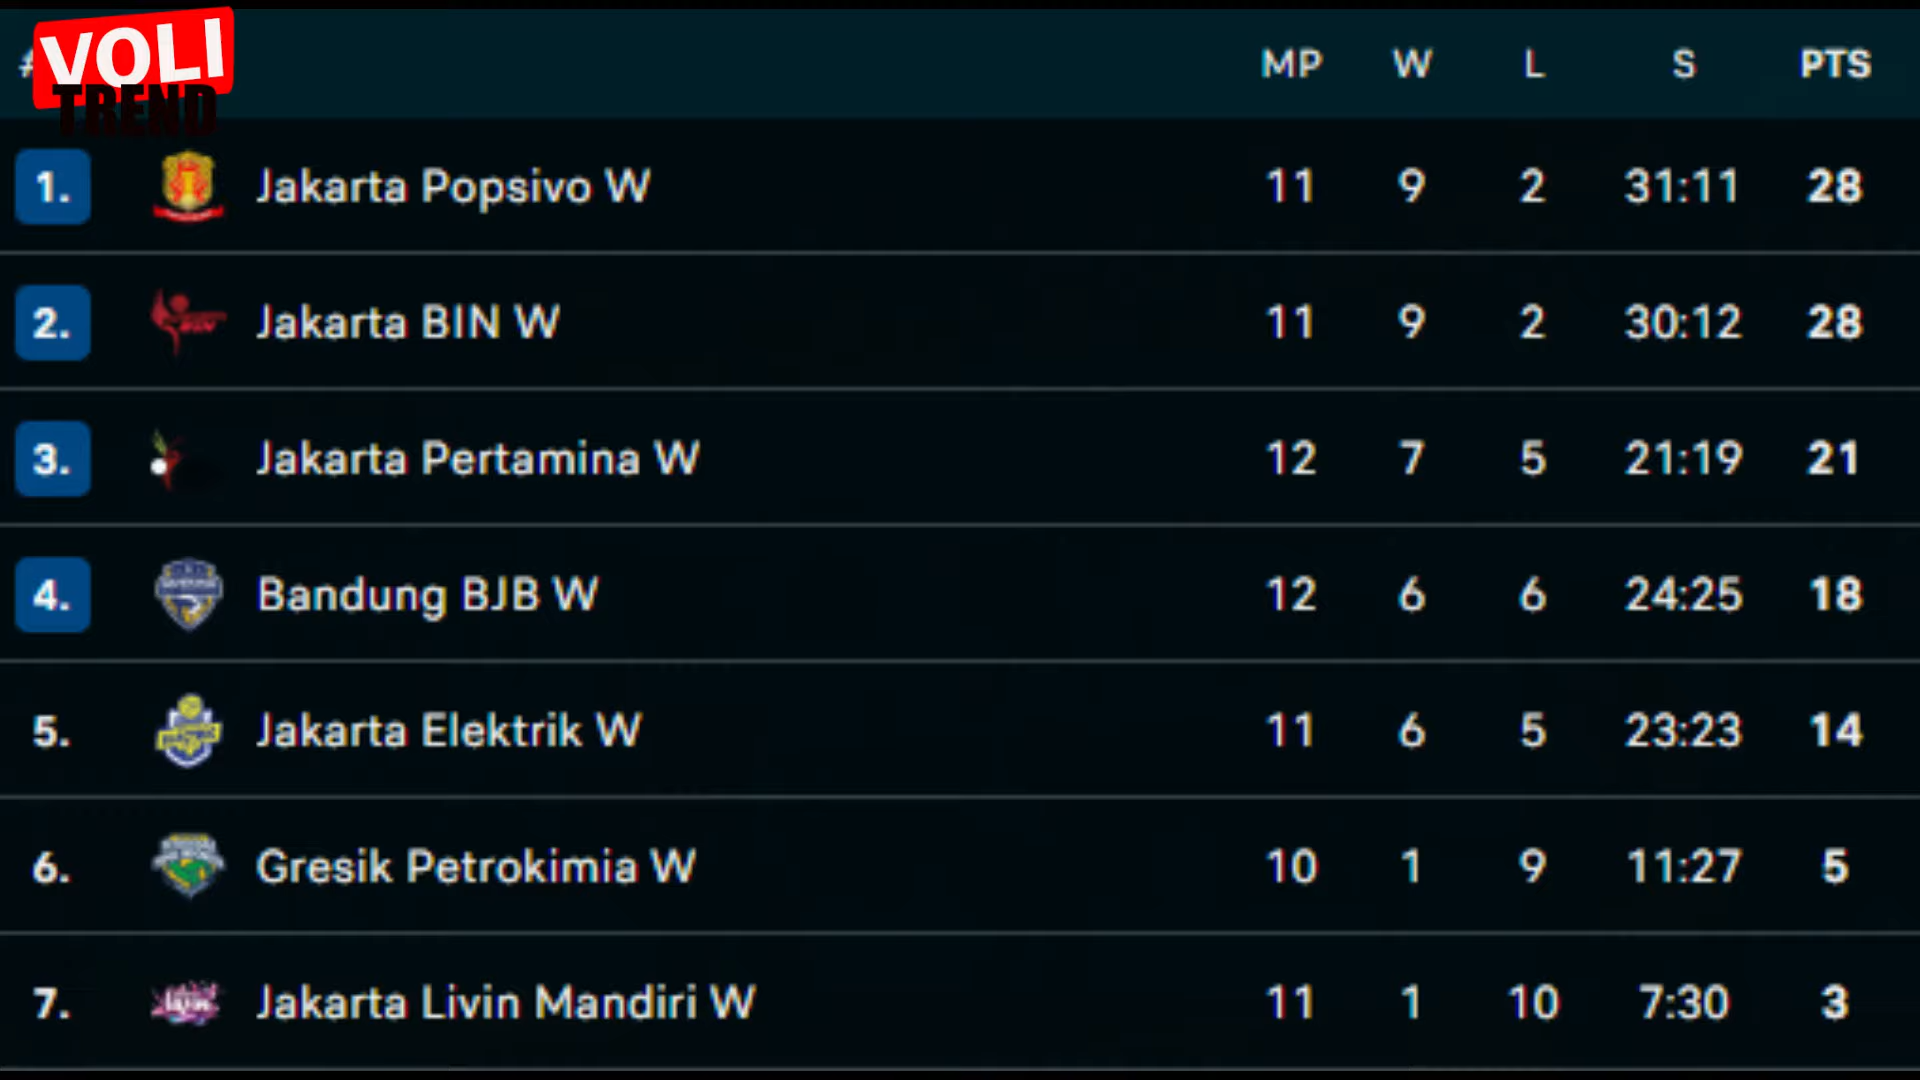 VOLI
TREND
# MP W L S PTS
1. Jakarta Popsivo W 11 9 2 31:11 28
2. Jakarta BIN W 11 9 2 30:12 28
3. Jakarta Pertamina W 12 7 5 21:19 21
4. Bandung BJB W 12 6 6 24:25 18
5. Jakarta Elektrik W 11 6 5 23:23 14
6. Gresik Petrokimia W 10 1 9 11:27 5
7. Jakarta Livin Mandiri W 11 1 10 7:30 3